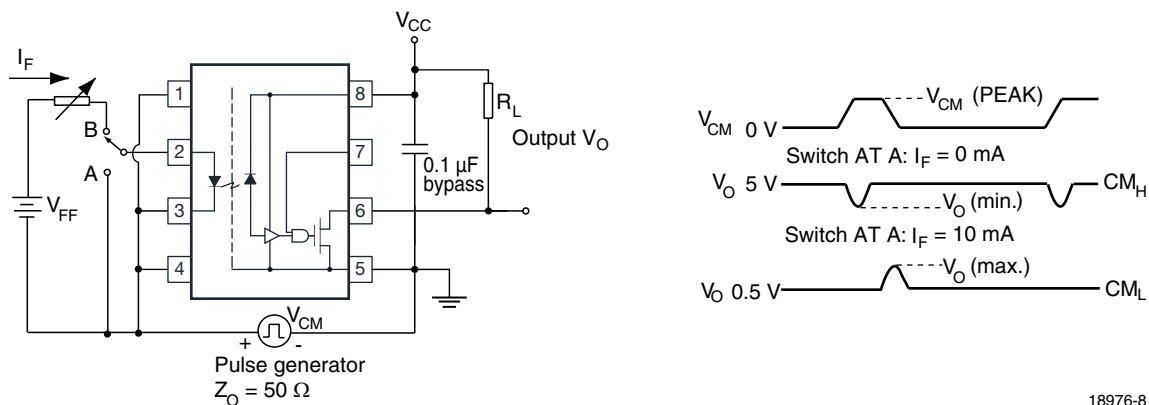 I_F
B
A
V_FF
1
2
3
4
8
7
6
5
V_CC
R_L
Output V_O
0.1 µF
bypass
V_CM
+ -
Pulse generator
Z_O = 50 Ω
V_CM 0 V
V_CM (PEAK)
Switch AT A: I_F = 0 mA
V_O 5 V
CM_H
V_O (min.)
Switch AT A: I_F = 10 mA
V_O (max.)
V_O 0.5 V
CM_L
18976-8